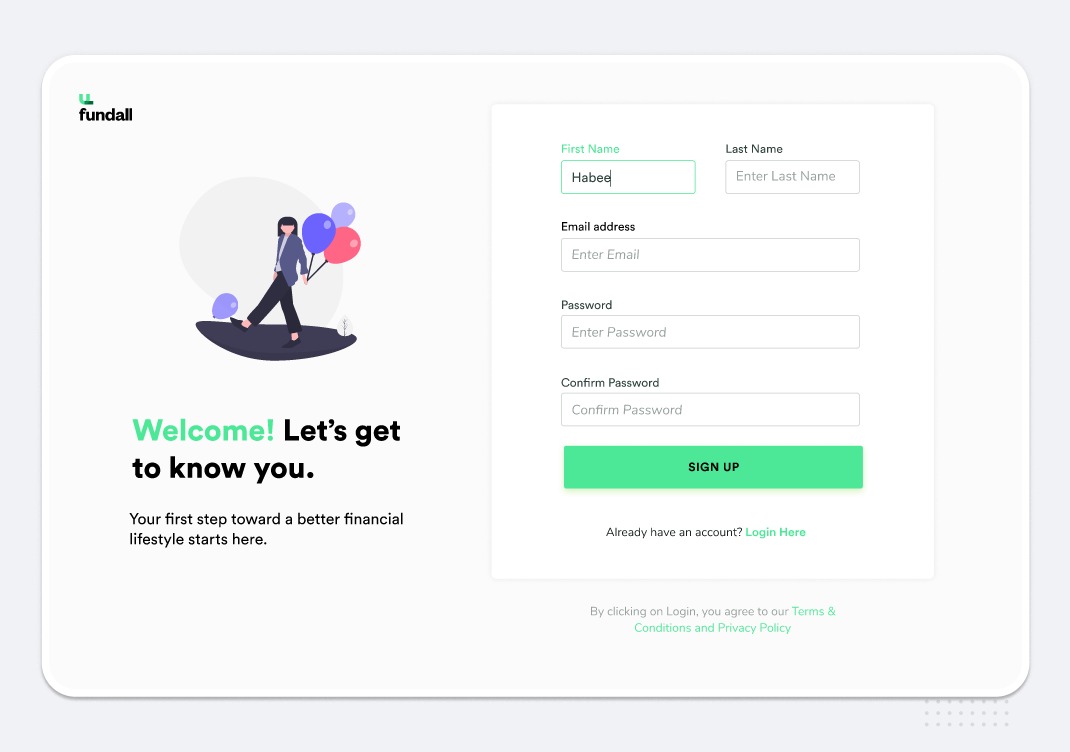 fundall
Welcome! Let’s get
to know you.
Your first step toward a better financial
lifestyle starts here.
First Name
Habee
Last Name
Enter Last Name
Email address
Enter Email
Password
Enter Password
Confirm Password
Confirm Password
SIGN UP
Already have an account? Login Here
By clicking on Login, you agree to our Terms &
Conditions and Privacy Policy